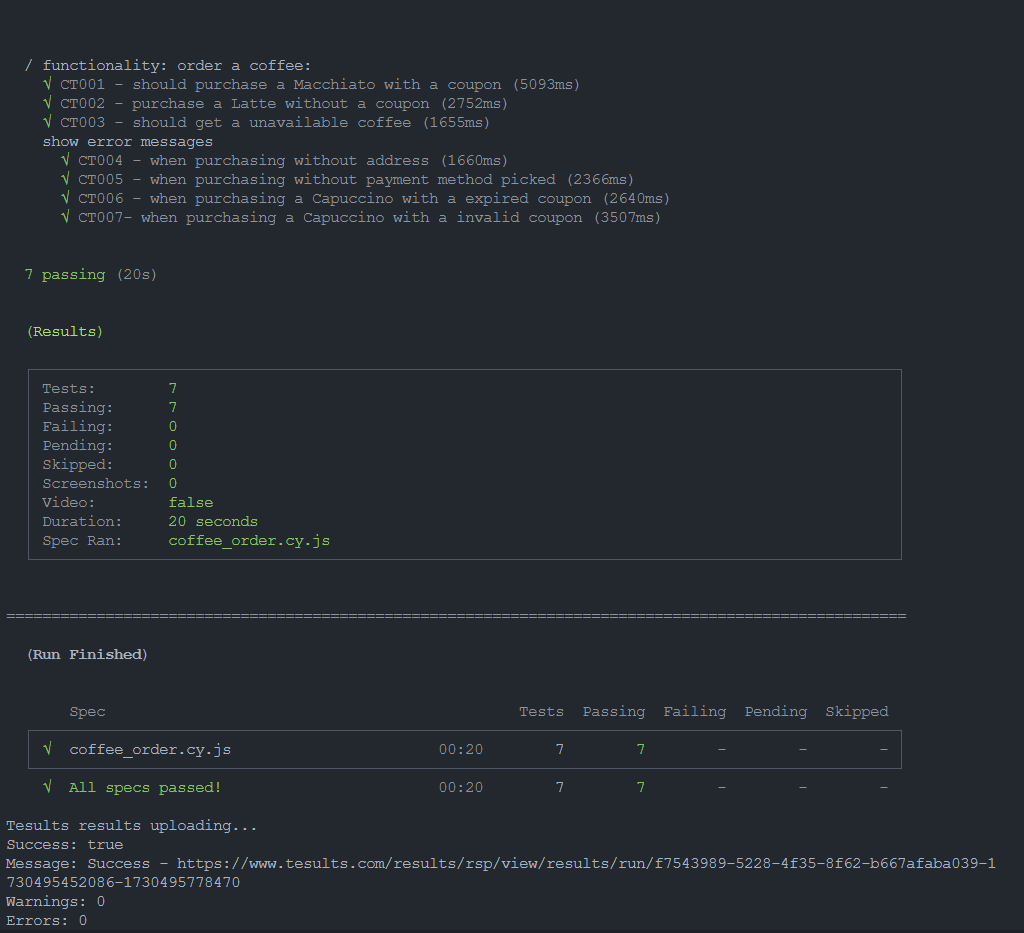 / functionality: order a coffee:
√ CT001 - should purchase a Macchiato with a coupon (5093ms)
√ CT002 - purchase a Latte without a coupon (2752ms)
√ CT003 - should get a unavailable coffee (1655ms)
show error messages
√ CT004 - when purchasing without address (1660ms)
√ CT005 - when purchasing without payment method picked (2366ms)
√ CT006 - when purchasing a Capuccino with a expired coupon (2640ms)
√ CT007- when purchasing a Capuccino with a invalid coupon (3507ms)
7 passing (20s)
(Results)
Tests: 7
Passing: 7
Failing: 0
Pending: 0
Skipped: 0
Screenshots: 0
Video: false
Duration: 20 seconds
Spec Ran: coffee_order.cy.js
====================================================================================================
(Run Finished)
Spec Tests Passing Failing Pending Skipped
√ coffee_order.cy.js 00:20 7 7 - - -
√ All specs passed! 00:20 7 7 - - -
Tesults results uploading...
Success: true
Message: Success - https://www.tesults.com/results/rsp/view/results/run/f7543989-5228-4f35-8f62-b667afaba039-1
730495452086-1730495778470
Warnings: 0
Errors: 0